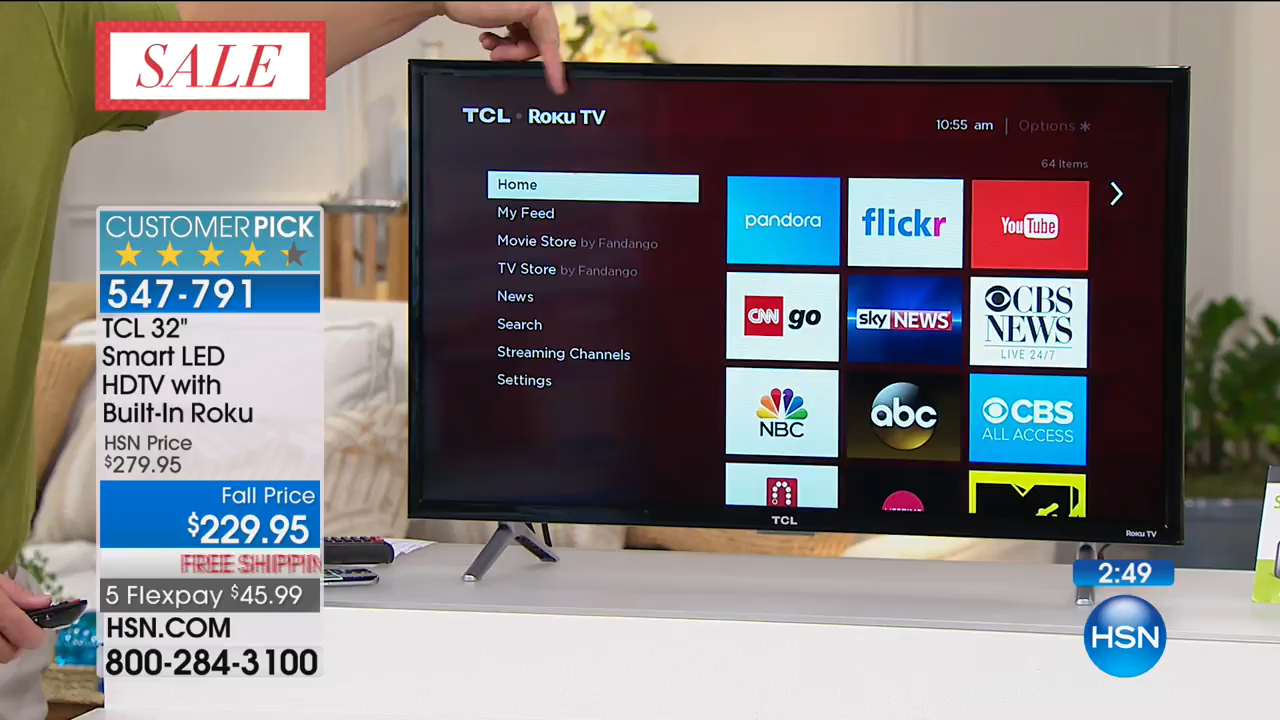 SALE
CUSTOMER PICK
547-791
TCL 32"
Smart LED
HDTV with
Built-In Roku
HSN Price
$279.95
Fall Price
$229.95
FREE SHIPPIN
5 Flexpay $45.99
HSN.COM
800-284-3100
TCL • Roku TV
10:55 am | Options *
64 Items
Home
My Feed
Movie Store by Fandango
TV Store by Fandango
News
Search
Streaming Channels
Settings
pandora
flickr
YouTube
CNN go
sky NEWS
CBS
NEWS
LIVE 24/7
NBC
abc
CBS
ALL ACCESS
TCL
Roku TV
2:49
HSN